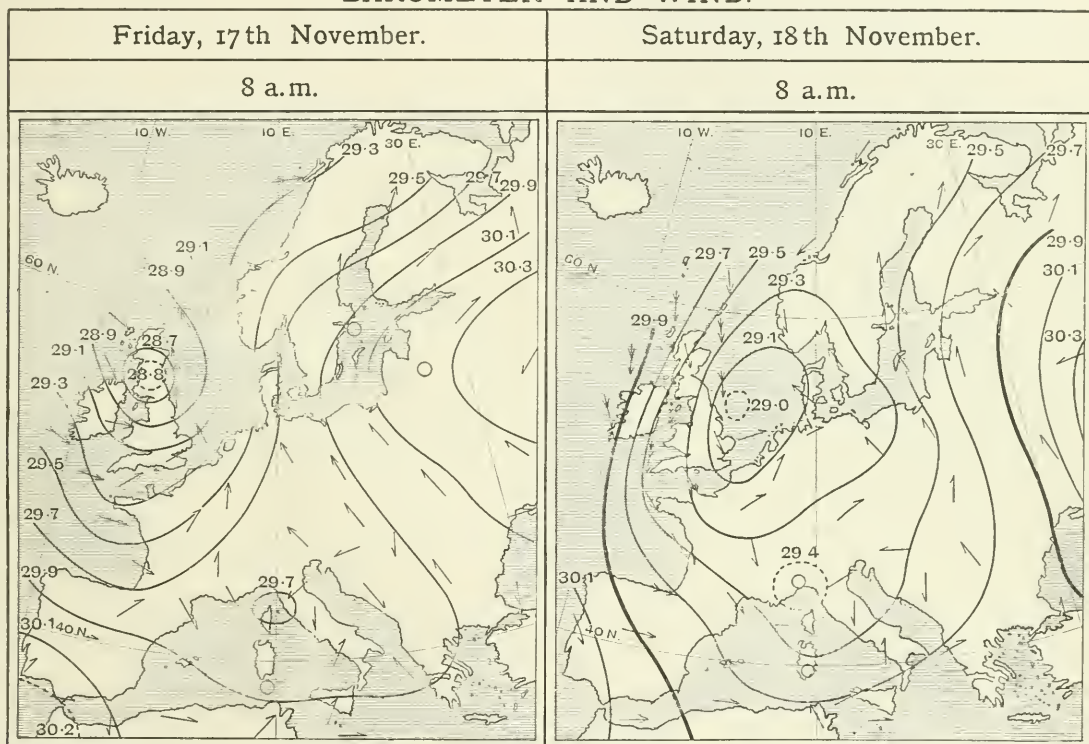 BAROMETER AND WIND.
Friday, 17th November.
8 a.m.
10 W.
10 E.
30 E.
29·3
29·5
29·7
29·9
30·1
30·3
29·1
28·9
60 N.
28·9
28·7
29·1
28·8
29·3
29·5
29·7
29·9
29·7
30·1
40 N.
30·2
Saturday, 18th November.
8 a.m.
10 W.
10 E.
30 E.
29·5
29·7
29·9
30·1
30·3
29·7
29·5
29·3
60 N.
29·9
29·1
29·0
29·4
30·1
40 N.